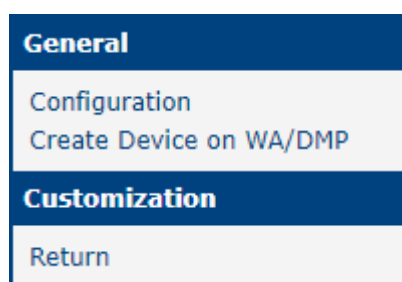 General
Configuration
Create Device on WA/DMP
Customization
Return